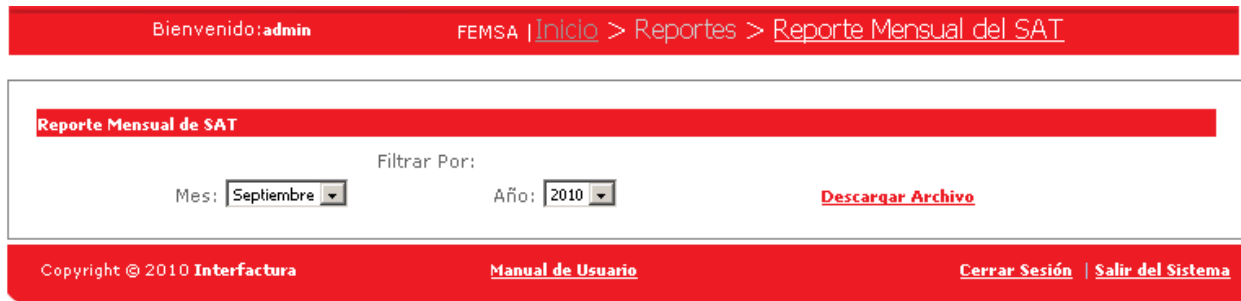 Bienvenido:admin FEMSA |Inicio > Reportes > Reporte Mensual del SAT
Reporte Mensual de SAT
Filtrar Por:
Mes: Septiembre Año: 2010 Descargar Archivo
Copyright © 2010 Interfactura Manual de Usuario Cerrar Sesión | Salir del Sistema